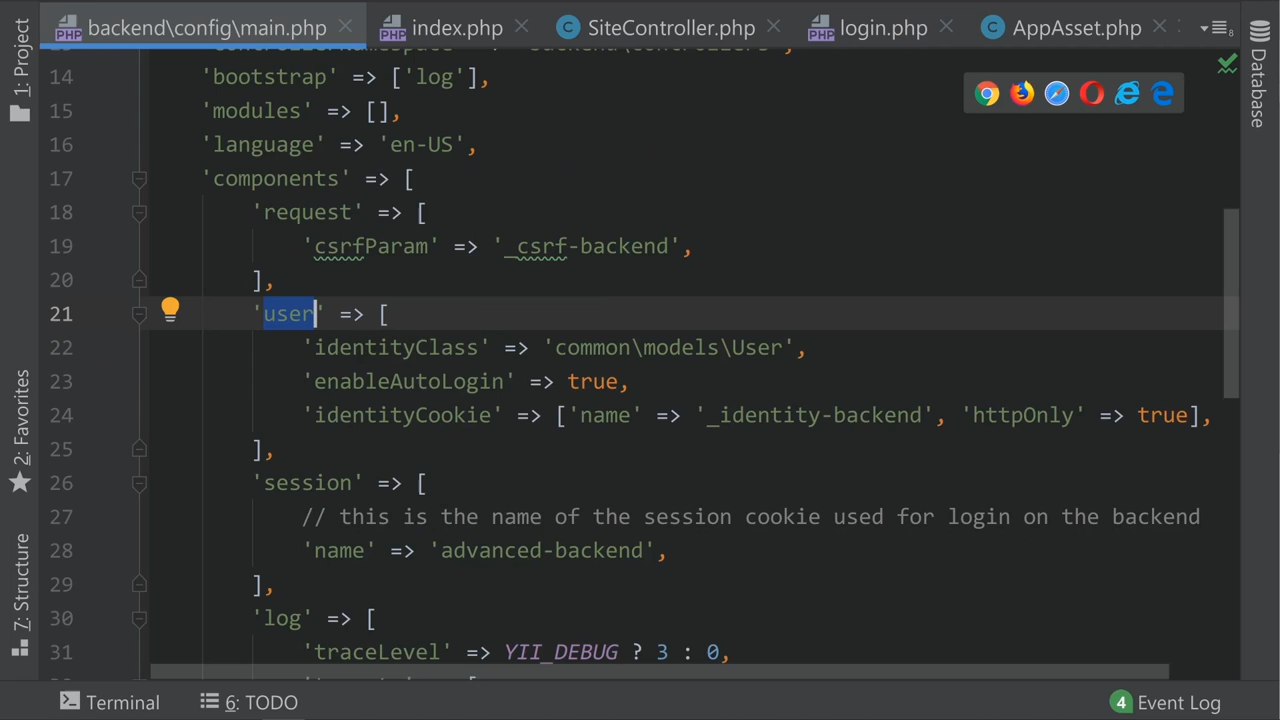 backend\config\main.php
index.php
SiteController.php
login.php
AppAsset.php
1: Project
2: Favorites
7: Structure
Database
14 'bootstrap' => ['log'],
15 'modules' => [],
16 'language' => 'en-US',
17 'components' => [
18 'request' => [
19 'csrfParam' => '_csrf-backend',
20 ],
21 'user' => [
22 'identityClass' => 'common\models\User',
23 'enableAutoLogin' => true,
24 'identityCookie' => ['name' => '_identity-backend', 'httpOnly' => true],
25 ],
26 'session' => [
27 // this is the name of the session cookie used for login on the backend
28 'name' => 'advanced-backend',
29 ],
30 'log' => [
31 'traceLevel' => YII_DEBUG ? 3 : 0,
Terminal
6: TODO
4 Event Log